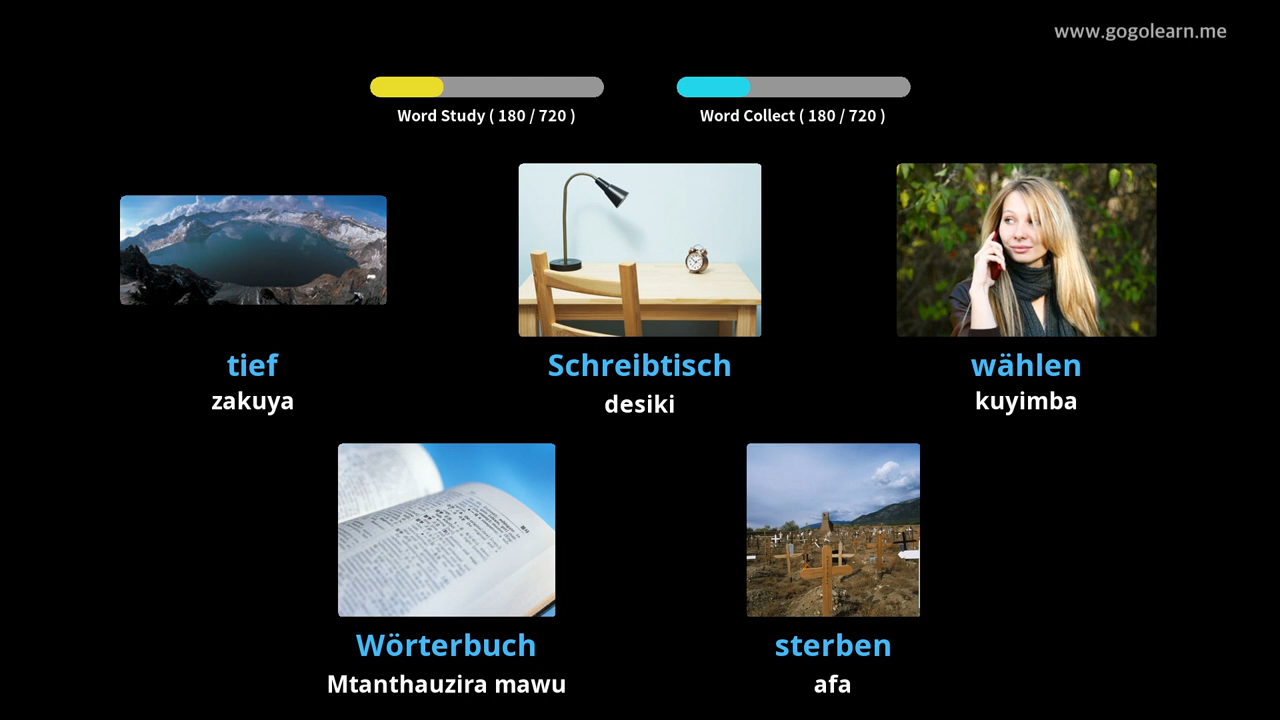 www.gogolearn.me
Word Study ( 180 / 720 )
Word Collect ( 180 / 720 )
tief
zakuya
Schreibtisch
desiki
wählen
kuyimba
Wörterbuch
Mtanthauzira mawu
sterben
afa